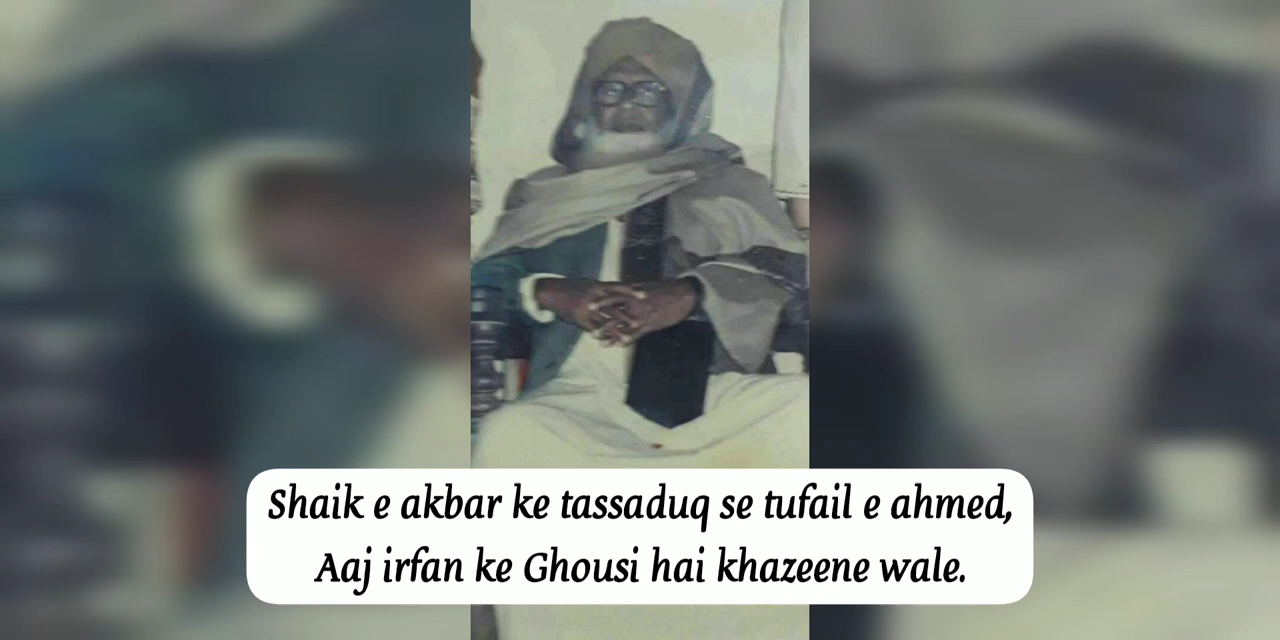 Shaik e akbar ke tassaduq se tufail e ahmed,
Aaj irfan ke Ghousi hai khazeene wale.